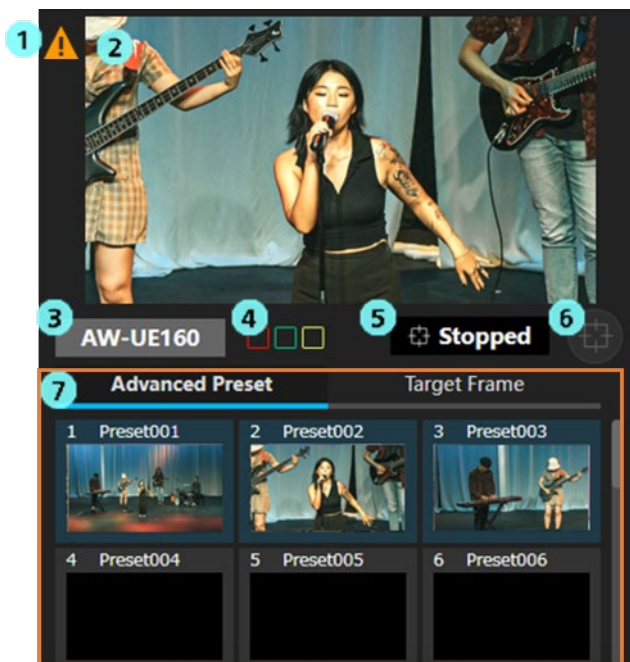 1
2
3 AW-UE160 4 5 Stopped 6
7 Advanced Preset Target Frame
1 Preset001 2 Preset002 3 Preset003
4 Preset004 5 Preset005 6 Preset006